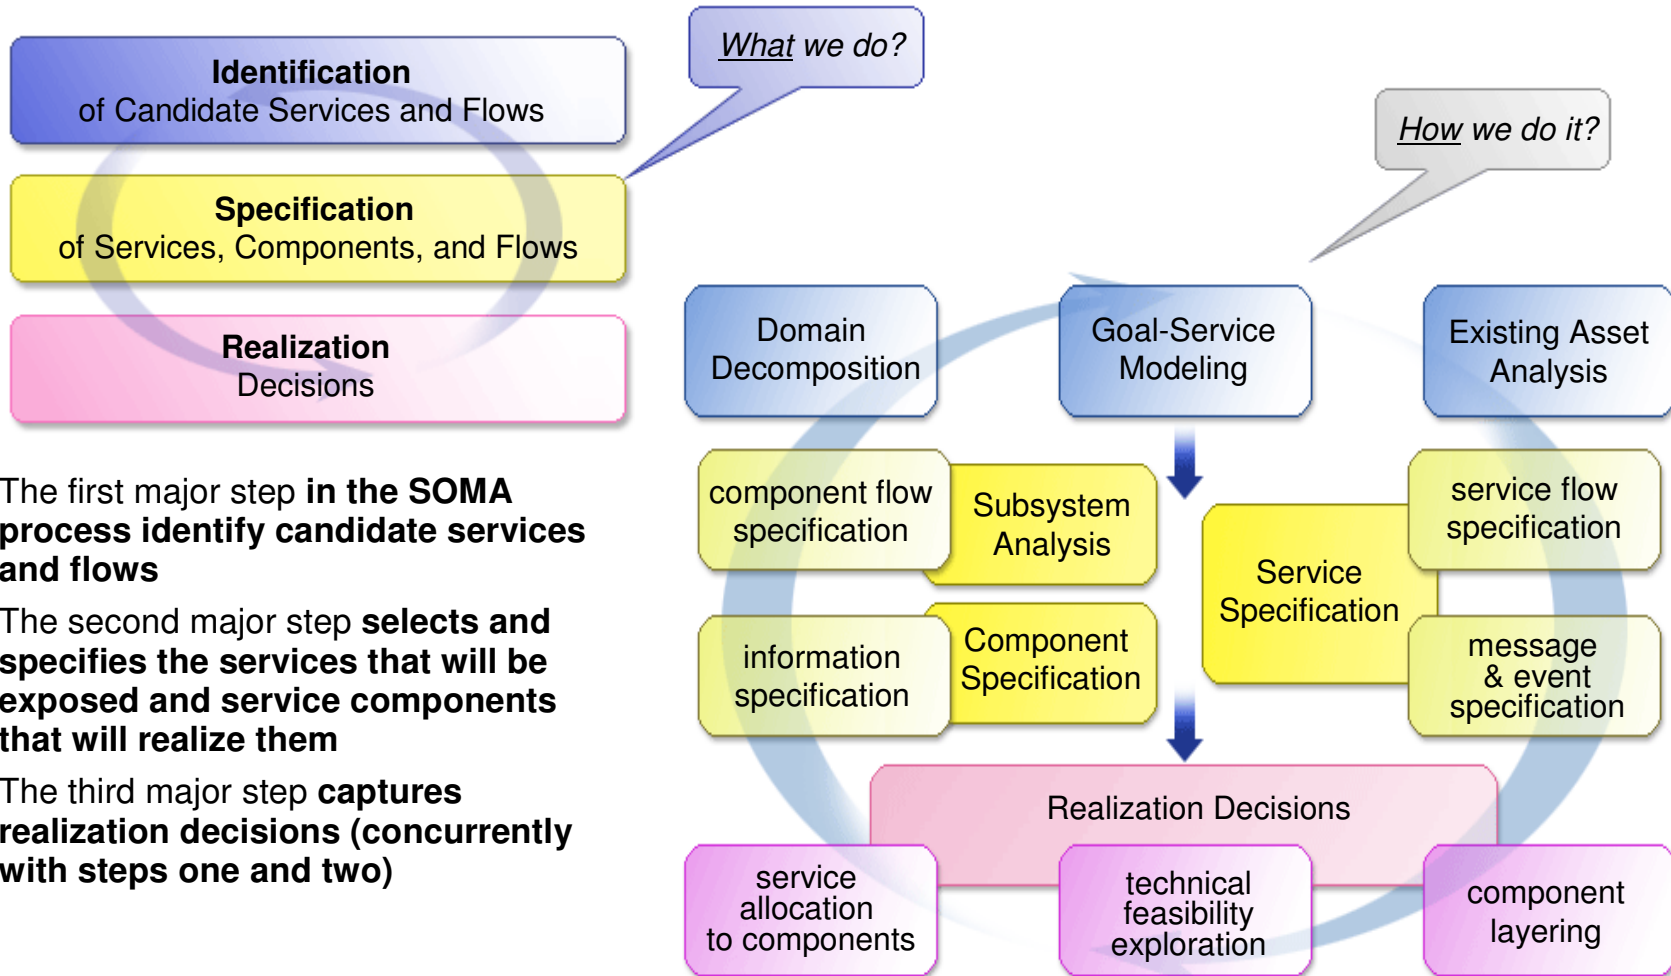 Identification
of Candidate Services and Flows
What we do?
Specification
of Services, Components, and Flows
Realization
Decisions
The first major step in the SOMA
process identify candidate services
and flows
The second major step selects and
specifies the services that will be
exposed and service components
that will realize them
The third major step captures
realization decisions (concurrently
with steps one and two)
How we do it?
Domain
Decomposition
Goal-Service
Modeling
Existing Asset
Analysis
component flow
specification
Subsystem
Analysis
information
specification
Component
Specification
Service
Specification
service flow
specification
message
& event
specification
Realization Decisions
service
allocation
to components
technical
feasibility
exploration
component
layering